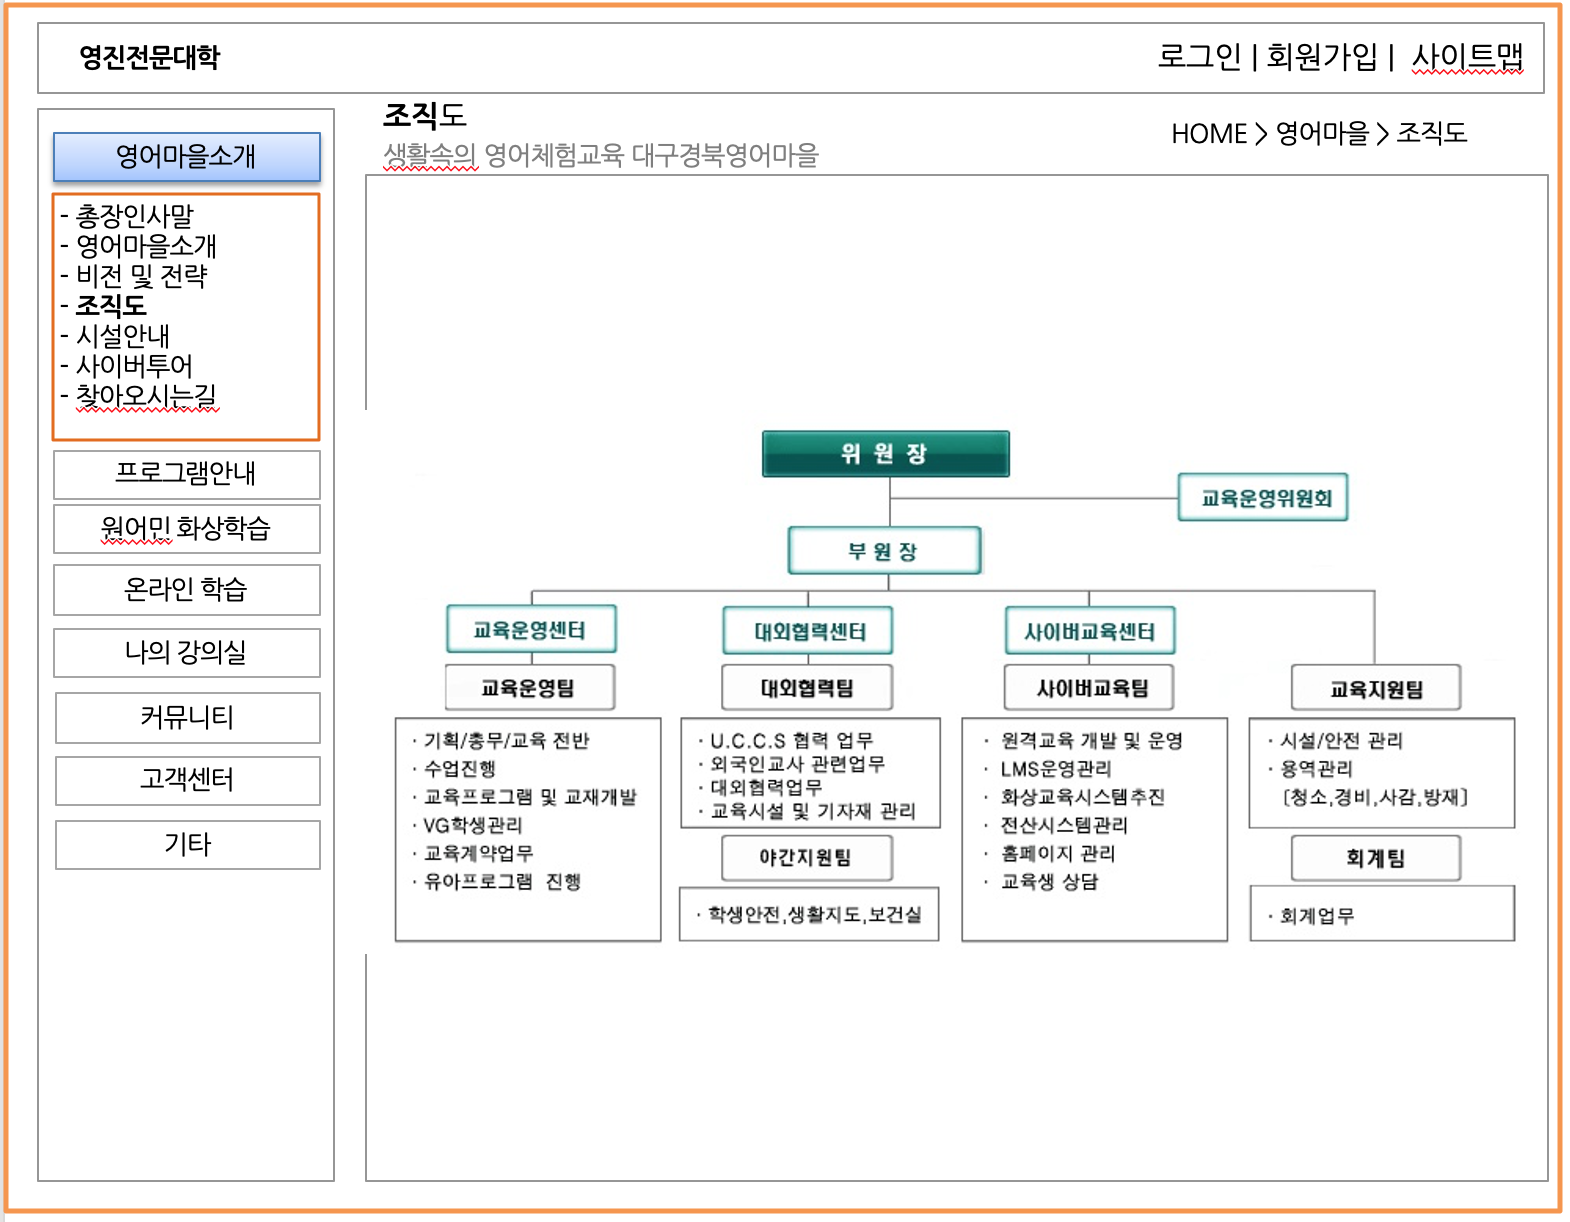 영진전문대학
로그인 | 회원가입 | 사이트맵
조직도
생활속의 영어체험교육 대구경북영어마을
HOME > 영어마을 > 조직도
영어마을소개
- 총장인사말
- 영어마을소개
- 비전 및 전략
- 조직도
- 시설안내
- 사이버투어
- 찾아오시는길
프로그램안내
원어민 화상학습
온라인 학습
나의 강의실
커뮤니티
고객센터
기타
위 원 장
교육운영위원회
부 원 장
교육운영센터
교육운영팀
· 기획/총무/교육 전반
· 수업진행
· 교육프로그램 및 교재개발
· VG학생관리
· 교육계약업무
· 유아프로그램 진행
대외협력센터
대외협력팀
· U.C.C.S 협력 업무
· 외국인교사 관련업무
· 대외협력업무
· 교육시설 및 기자재 관리
야간지원팀
· 학생안전,생활지도,보건실
사이버교육센터
사이버교육팀
· 원격교육 개발 및 운영
· LMS운영관리
· 화상교육시스템추진
· 전산시스템관리
· 홈페이지 관리
· 교육생 상담
교육지원팀
· 시설/안전 관리
· 용역관리
[청소,경비,사감,방재]
회계팀
· 회계업무